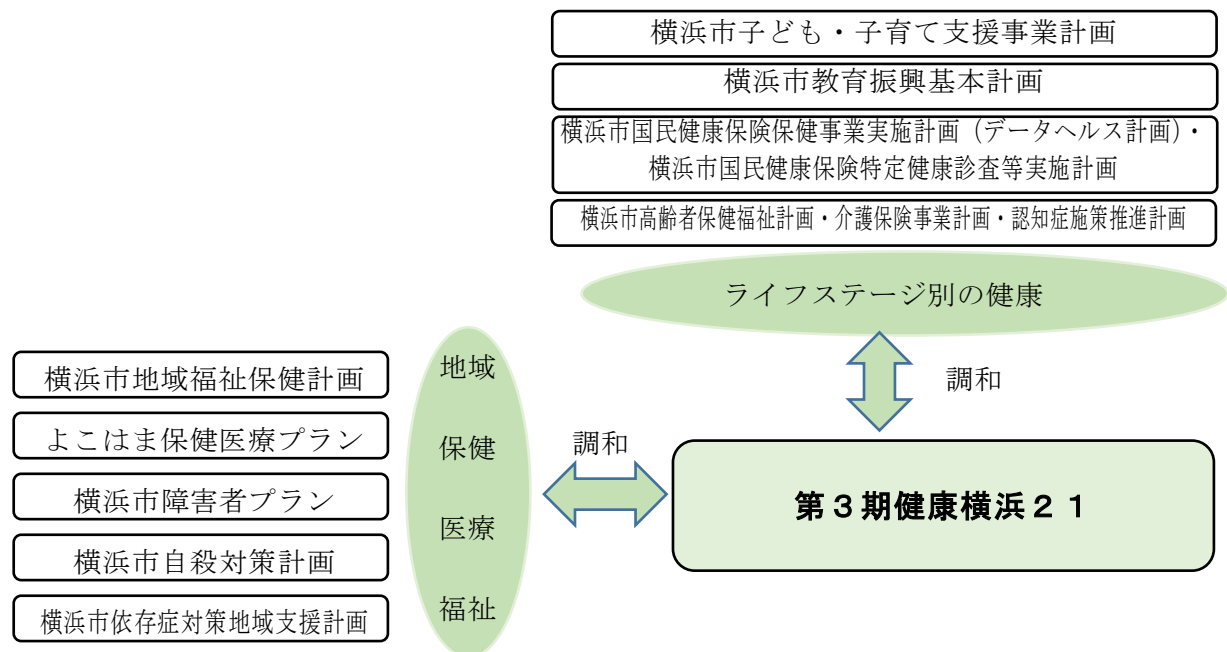 横浜市子ども・子育て支援事業計画
横浜市教育振興基本計画
横浜市国民健康保険保健事業実施計画（データヘルス計画）・
横浜市国民健康保険特定健康診査等実施計画
横浜市高齢者保健福祉計画・介護保険事業計画・認知症施策推進計画
ライフステージ別の健康
調和
横浜市地域福祉保健計画
よこはま保健医療プラン
横浜市障害者プラン
横浜市自殺対策計画
横浜市依存症対策地域支援計画
地域
保健
医療
福祉
調和
第３期健康横浜２１